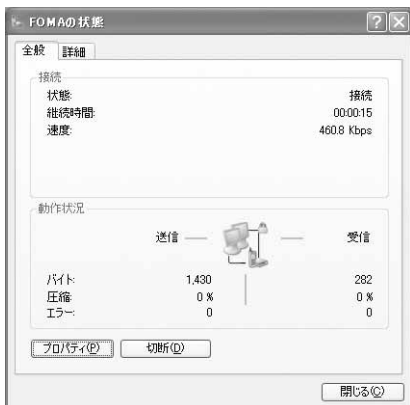 FOMAの状態
全般 詳細
接続
状態: 接続
継続時間: 00:00:15
速度: 460.8 Kbps
動作状況
送信 受信
バイト: 1,430 282
圧縮: 0 % 0 %
エラー: 0 0
プロパティ(P) 切断(D)
閉じる(C)